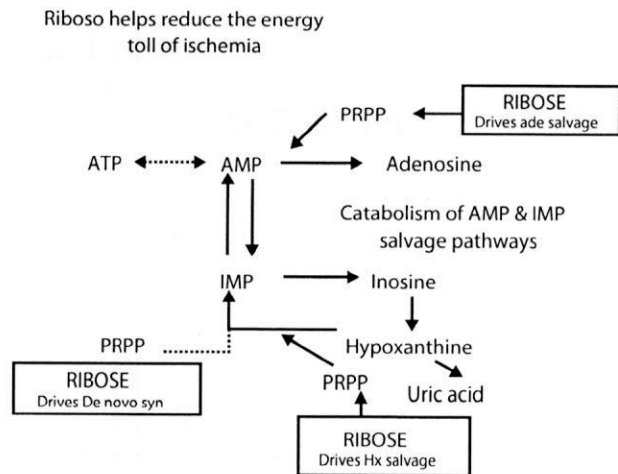 Riboso helps reduce the energy
toll of ischemia
RIBOSE
Drives ade salvage
PRPP
ATP
AMP
Adenosine
Catabolism of AMP & IMP
salvage pathways
IMP
Inosine
PRPP
Hypoxanthine
RIBOSE
Drives De novo syn
PRPP
Uric acid
RIBOSE
Drives Hx salvage